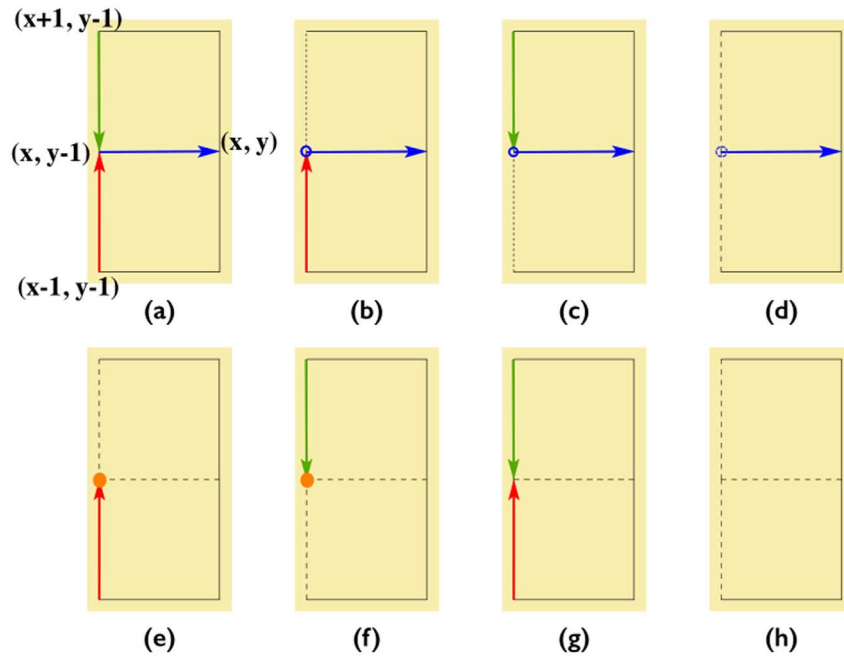 (x+1, y-1)
(x, y-1)
(x, y)
(x-1, y-1)
(a)
(b)
(c)
(d)
(e)
(f)
(g)
(h)